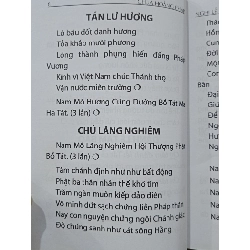 TÁN LƯ HƯƠNG
Lò báu đốt danh hương
Tỏa khắp mười phương
Long thành phụng hiến đấng Pháp
Vương
Kính vì Việt Nam chúc Thánh thọ
Vạn nước miên trường
Nam Mô Hương Cúng Dường Bồ Tát Ma
Ha Tát. (3 lần)
CHÚ LĂNG NGHIÊM
Nam Mô Lăng Nghiêm Hội Thượng Phật
Bồ Tát. (3 lần)
Tâm chánh định như như bất động
Phật ba thân nhân thế khó tìm
Trăm ngàn muôn kiếp đảo điên
Vô minh dứt sạch chứng liền Pháp thân
Nay con nguyện chứng ngôi Chánh giác
Độ chúng sanh như cát sông Hằng